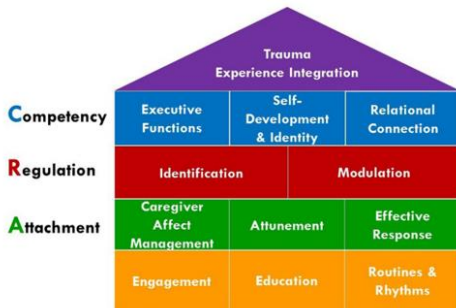 Trauma
Experience Integration
Competency
Executive
Functions
Self-
Development
& Identity
Relational
Connection
Regulation
Identification
Modulation
Attachment
Caregiver
Affect
Management
Attunement
Effective
Response
Engagement
Education
Routines
& Rhythms